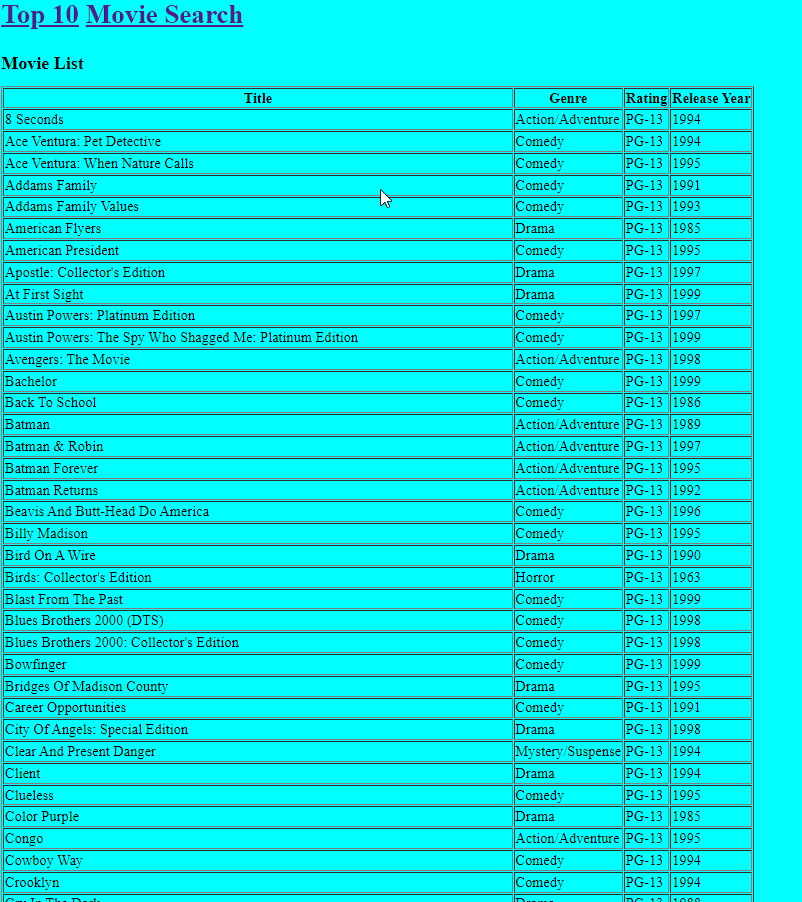 Top 10 Movie Search
Movie List
Title Genre Rating Release Year
8 Seconds Action/Adventure PG-13 1994
Ace Ventura: Pet Detective Comedy PG-13 1994
Ace Ventura: When Nature Calls Comedy PG-13 1995
Addams Family Comedy PG-13 1991
Addams Family Values Comedy PG-13 1993
American Flyers Drama PG-13 1985
American President Comedy PG-13 1995
Apostle: Collector's Edition Drama PG-13 1997
At First Sight Drama PG-13 1999
Austin Powers: Platinum Edition Comedy PG-13 1997
Austin Powers: The Spy Who Shagged Me: Platinum Edition Comedy PG-13 1999
Avengers: The Movie Action/Adventure PG-13 1998
Bachelor Comedy PG-13 1999
Back To School Comedy PG-13 1986
Batman Action/Adventure PG-13 1989
Batman & Robin Action/Adventure PG-13 1997
Batman Forever Action/Adventure PG-13 1995
Batman Returns Action/Adventure PG-13 1992
Beavis And Butt-Head Do America Comedy PG-13 1996
Billy Madison Comedy PG-13 1995
Bird On A Wire Drama PG-13 1990
Birds: Collector's Edition Horror PG-13 1963
Blast From The Past Comedy PG-13 1999
Blues Brothers 2000 (DTS) Comedy PG-13 1998
Blues Brothers 2000: Collector's Edition Comedy PG-13 1998
Bowfinger Comedy PG-13 1999
Bridges Of Madison County Drama PG-13 1995
Career Opportunities Comedy PG-13 1991
City Of Angels: Special Edition Drama PG-13 1998
Clear And Present Danger Mystery/Suspense PG-13 1994
Client Drama PG-13 1994
Clueless Comedy PG-13 1995
Color Purple Drama PG-13 1985
Congo Action/Adventure PG-13 1995
Cowboy Way Comedy PG-13 1994
Crooklyn Comedy PG-13 1994
Cry In The Dark Drama PG-13 1988